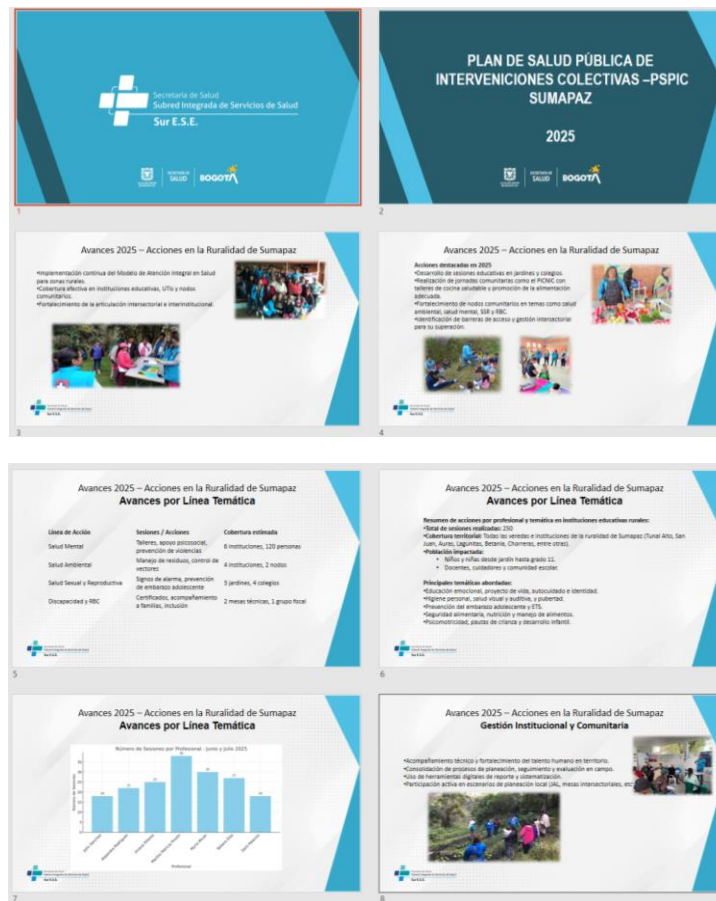 Secretaría de Salud
Subred Integrada de Servicios de Salud
Sur E.S.E.
SALUD
BOGOTÁ
1
PLAN DE SALUD PÚBLICA DE
INTERVENICIONES COLECTIVAS –PSPIC
SUMAPAZ
2025
SALUD
BOGOTÁ
2
Avances 2025 – Acciones en la Ruralidad de Sumapaz
•Implementación continua del Modelo de Atención Integral en Salud
para zonas rurales.
•Cobertura efectiva en instituciones educativas, UTIs y nodos
comunitarios.
•Fortalecimiento de la articulación intersectorial e interinstitucional.
Sur E.S.E.
3
Avances 2025 – Acciones en la Ruralidad de Sumapaz
Acciones destacadas en 2025
•Desarrollo de sesiones educativas en jardines y colegios.
•Realización de jornadas comunitarias como el PICNIC con
talleres de cocina saludable y promoción de la alimentación
adecuada.
•Fortalecimiento de nodos comunitarios en temas como salud
ambiental, salud mental, SSR y RBC.
•Identificación de barreras de acceso y gestión intersectorial
para su superación.
Sur E.S.E.
4
Avances 2025 – Acciones en la Ruralidad de Sumapaz
Avances por Línea Temática
Línea de Acción Sesiones / Acciones Cobertura estimada
Salud Mental Talleres, apoyo psicosocial, prevención de violencias 6 instituciones, 120 personas
Salud Ambiental Manejo de residuos, control de vectores 4 instituciones, 2 nodos
Salud Sexual y Reproductiva Signos de alarma, prevención de embarazo adolescente 5 jardines, 4 colegios
Discapacidad y RBC Certificados, acompañamiento a familias, inclusión 2 mesas técnicas, 1 grupo focal
Sur E.S.E.
5
Avances 2025 – Acciones en la Ruralidad de Sumapaz
Avances por Línea Temática
Resumen de acciones por profesional y temática en instituciones educativas rurales:
•Total de sesiones realizadas: 250
•Cobertura territorial: Todas las veredas e instituciones de la ruralidad de Sumapaz (Tunal Alto, San
Juan, Auras, Lagunitas, Betania, Chorreras, entre otras).
•Población impactada:
• Niños y niñas desde jardín hasta grado 11.
• Docentes, cuidadores y comunidad escolar.
Principales temáticas abordadas:
•Educación emocional, proyecto de vida, autocuidado e identidad.
•Higiene personal, salud visual y auditiva, y pubertad.
•Prevención del embarazo adolescente y ETS.
•Seguridad alimentaria, nutrición y manejo de alimentos.
•Psicomotricidad, pautas de crianza y desarrollo infantil.
Sur E.S.E.
6
Avances 2025 – Acciones en la Ruralidad de Sumapaz
Avances por Línea Temática
Número de Sesiones por Profesional - Junio y Julio 2025
Profesional
Sur E.S.E.
7
Avances 2025 – Acciones en la Ruralidad de Sumapaz
Gestión Institucional y Comunitaria
•Acompañamiento técnico y fortalecimiento del talento humano en territorio.
•Consolidación de procesos de planeación, seguimiento y evaluación en campo.
•Uso de herramientas digitales de reporte y sistematización.
•Participación activa en escenarios de planeación local (JAL, mesas intersectoriales, etc
Sur E.S.E.
8